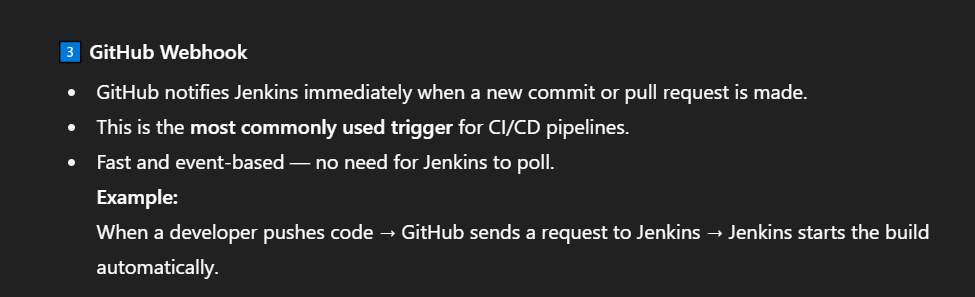 3 GitHub Webhook
• GitHub notifies Jenkins immediately when a new commit or pull request is made.
• This is the most commonly used trigger for CI/CD pipelines.
• Fast and event-based — no need for Jenkins to poll.
Example:
When a developer pushes code → GitHub sends a request to Jenkins → Jenkins starts the build
automatically.